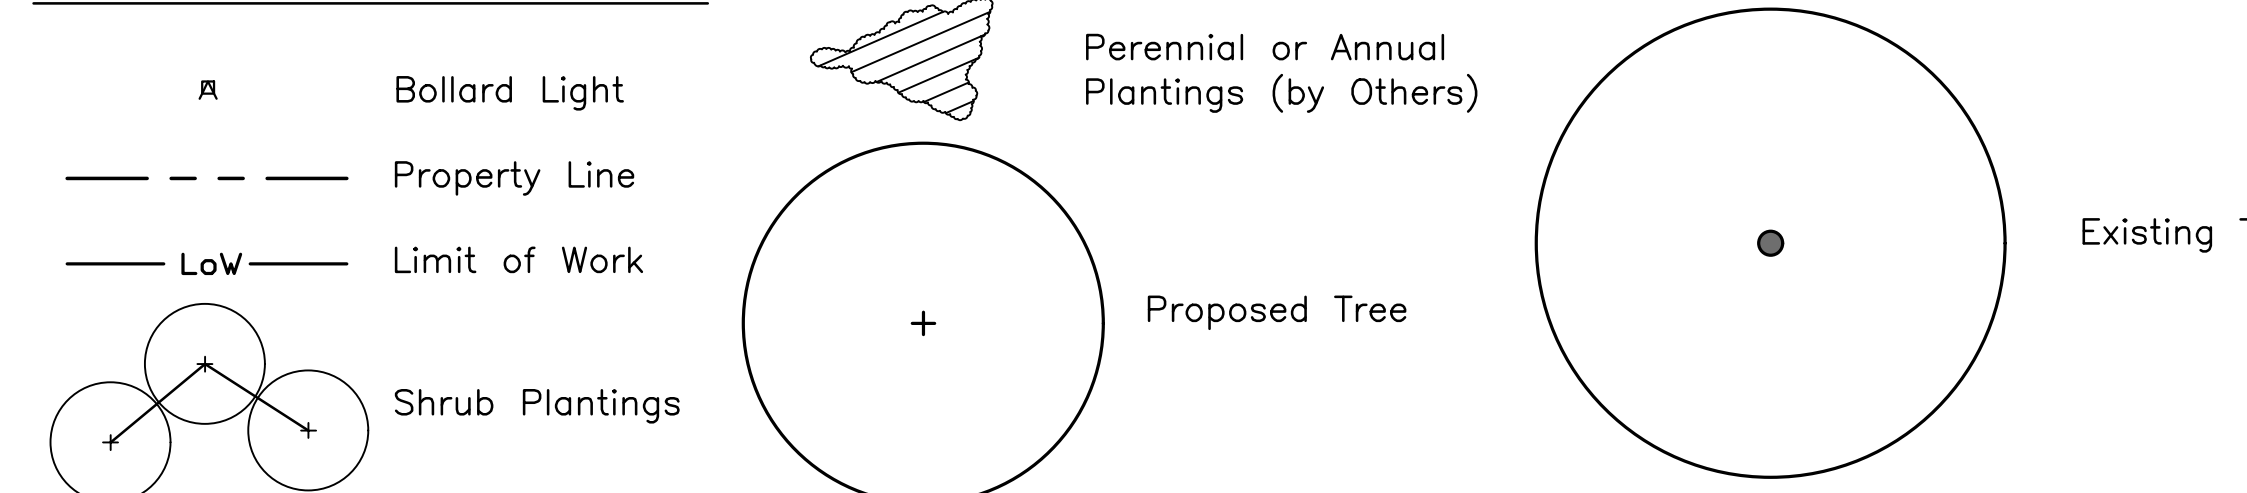 Bollard Light
Property Line
LoW
Limit of Work
Shrub Plantings
Perennial or Annual
Plantings (by Others)
Proposed Tree
Existing